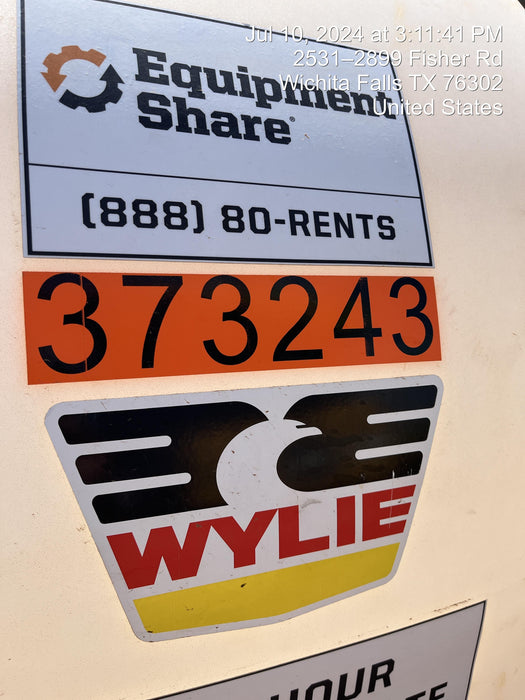 Jul 10, 2024 at 3:11:41 PM
2531–2899 Fisher Rd
Wichita Falls TX 76302
United States
Equipment
Share
(888) 80-RENTS
373243
WYLIE
HOUR